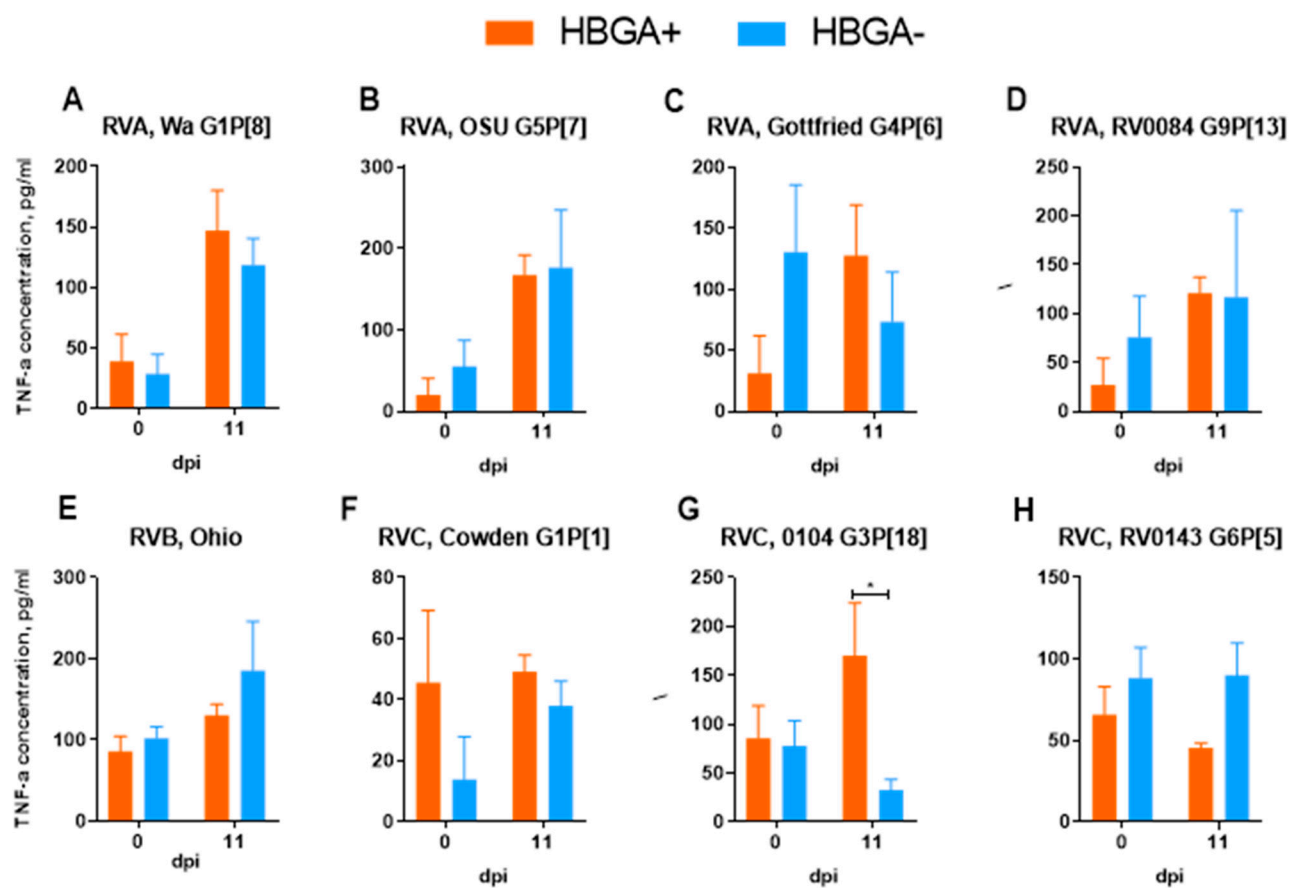 HBGA+ HBGA-
A B C D
RVA, Wa G1P[8] RVA, OSU G5P[7] RVA, Gottfried G4P[6] RVA, RV0084 G9P[13]
TNF-a concentration, pg/ml
200 150 100 50 0
300 200 100 0
200 150 100 50 0
250 200 150 100 50 0
0 11 0 11 0 11 0 11
dpi dpi dpi dpi
E F G H
RVB, Ohio RVC, Cowden G1P[1] RVC, 0104 G3P[18] RVC, RV0143 G6P[5]
TNF-a concentration, pg/ml
300 200 100 0
80 60 40 20 0
250 200 150 100 50 0
*
150 100 50 0
0 11 0 11 0 11 0 11
dpi dpi dpi dpi